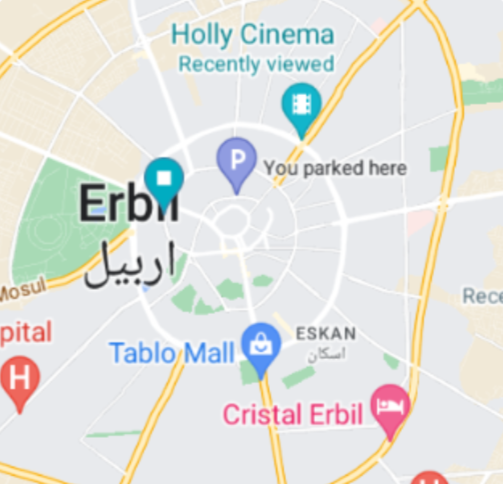 Holly Cinema
Recently viewed
P
You parked here
Erbil
اربيل
Mosul
Rece
pital
H
Tablo Mall
ESKAN
اسكان
Cristal Erbil